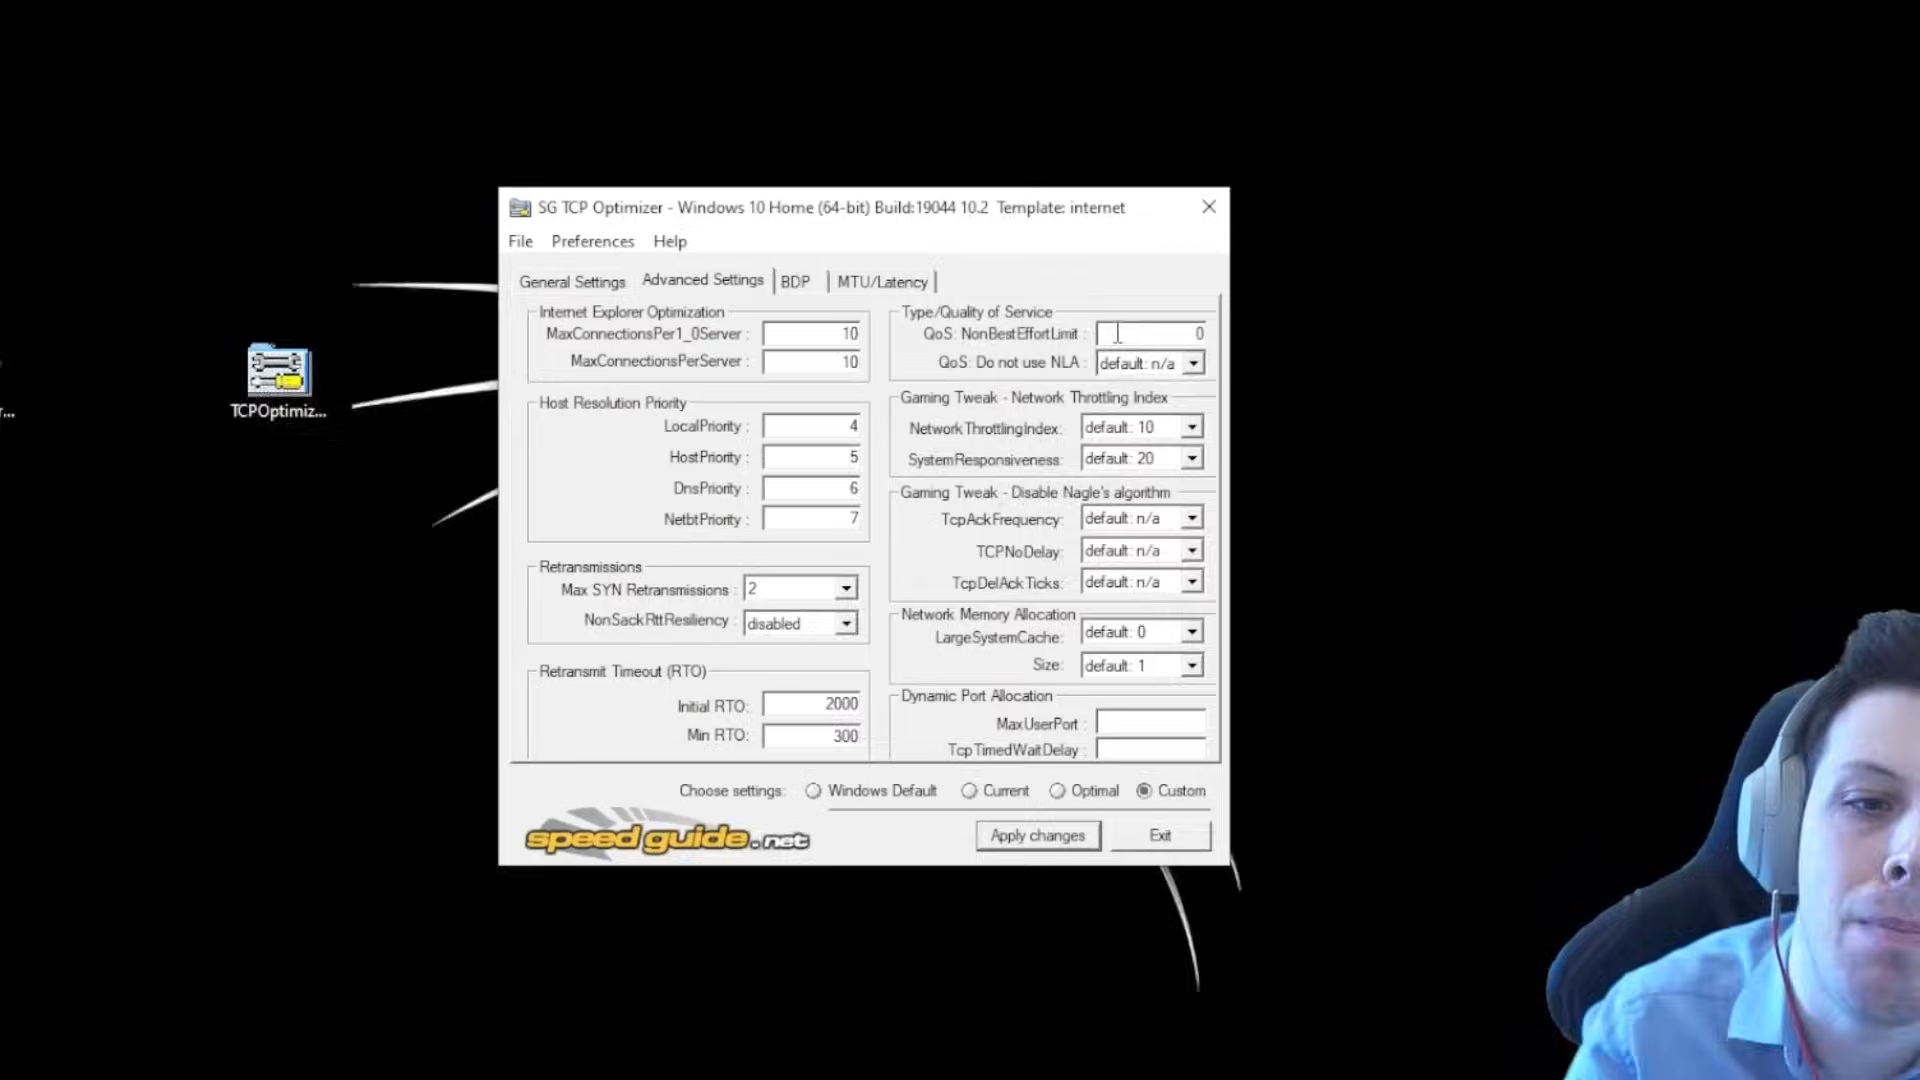 SG TCP Optimizer - Windows 10 Home (64-bit) Build:19044 10.2 Template: internet
File Preferences Help
General Settings Advanced Settings BDP MTU/Latency
Internet Explorer Optimization
MaxConnectionsPer1_0Server : 10
MaxConnectionsPerServer : 10
Host Resolution Priority
LocalPriority : 4
HostPriority : 5
DnsPriority : 6
NetbtPriority : 7
Retransmissions
Max SYN Retransmissions : 2
NonSackRttResiliency : disabled
Retransmit Timeout (RTO)
Initial RTO: 2000
Min RTO: 300
Type/Quality of Service
QoS: NonBestEffortLimit : 0
QoS: Do not use NLA : default: n/a
Gaming Tweak - Network Throttling Index
NetworkThrottlingIndex: default: 10
SystemResponsiveness: default: 20
Gaming Tweak - Disable Nagle's algorithm
TcpAckFrequency: default: n/a
TCPNoDelay: default: n/a
TcpDelAckTicks: default: n/a
Network Memory Allocation
LargeSystemCache: default: 0
Size: default: 1
Dynamic Port Allocation
MaxUserPort :
TcpTimedWaitDelay :
Choose settings: Windows Default Current Optimal Custom
speed guide.net
Apply changes Exit
TCPOptimiz...
r...